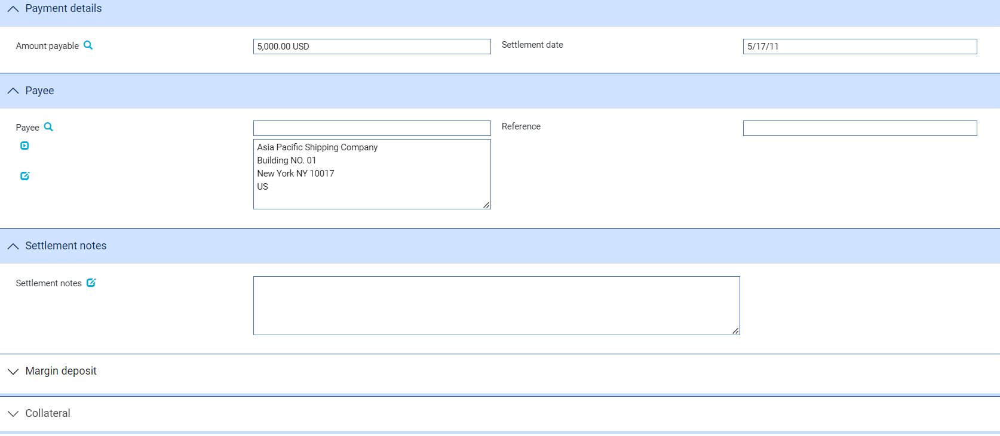 Payment details
Amount payable
5,000.00 USD
Settlement date
5/17/11
Payee
Payee
Reference
Asia Pacific Shipping Company
Building NO. 01
New York NY 10017
US
Settlement notes
Settlement notes
Margin deposit
Collateral